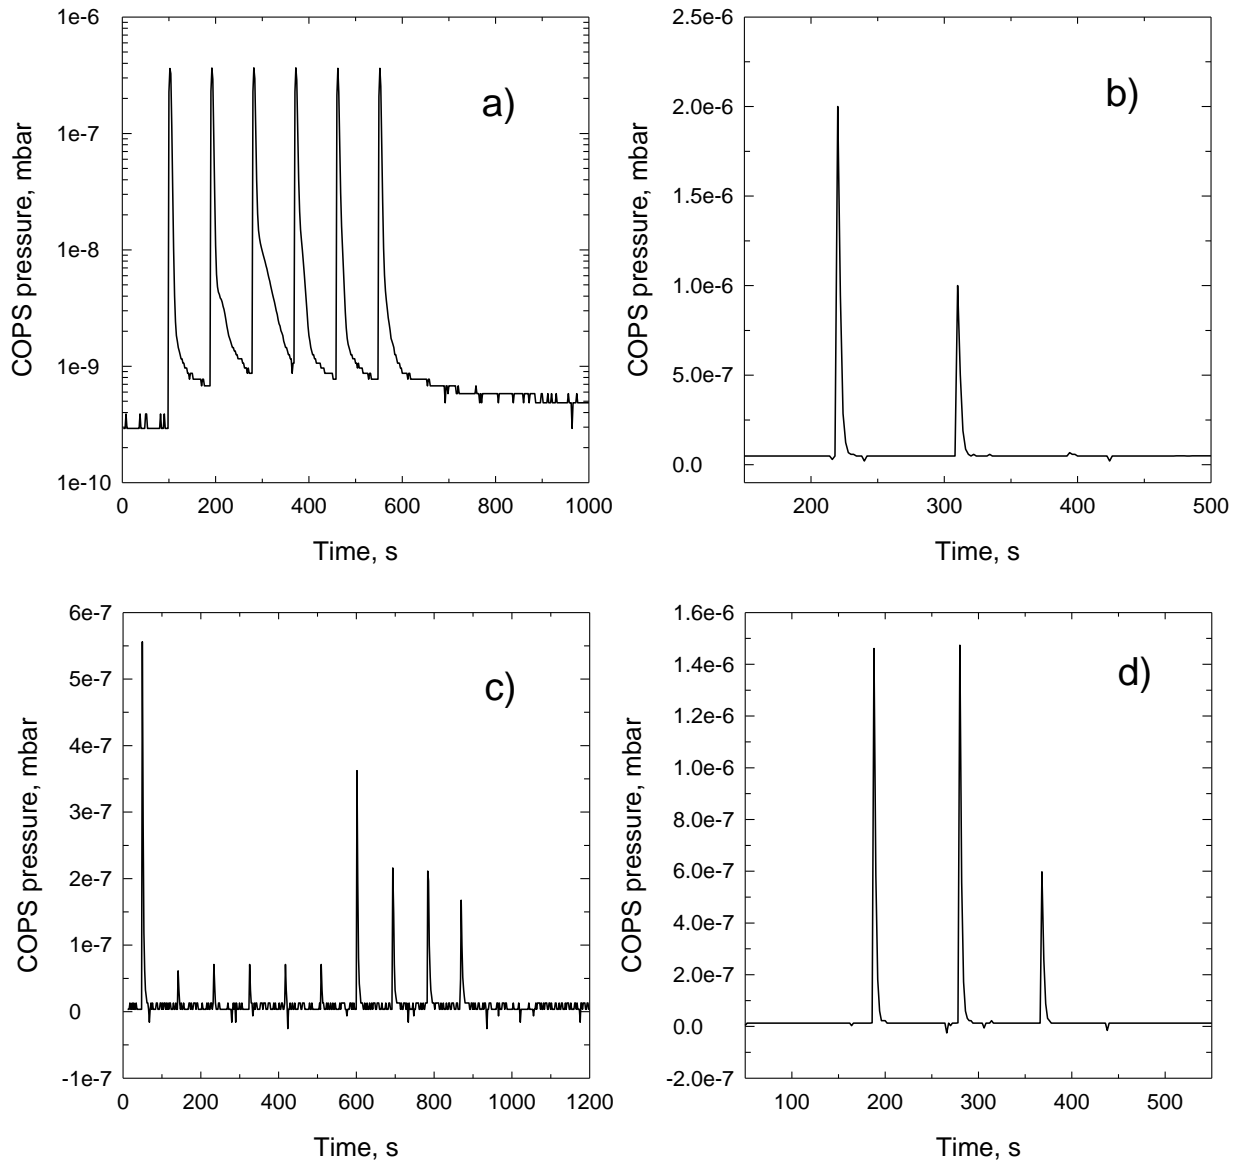 1e-6
1e-7
1e-8
1e-9
1e-10
COPS pressure, mbar
a)
0 200 400 600 800 1000
Time, s
2.5e-6
2.0e-6
1.5e-6
1.0e-6
5.0e-7
0.0
COPS pressure, mbar
b)
200 300 400 500
Time, s
6e-7
5e-7
4e-7
3e-7
2e-7
1e-7
0
-1e-7
COPS pressure, mbar
c)
0 200 400 600 800 1000 1200
Time, s
1.6e-6
1.4e-6
1.2e-6
1.0e-6
8.0e-7
6.0e-7
4.0e-7
2.0e-7
0.0
-2.0e-7
COPS pressure, mbar
d)
100 200 300 400 500
Time, s